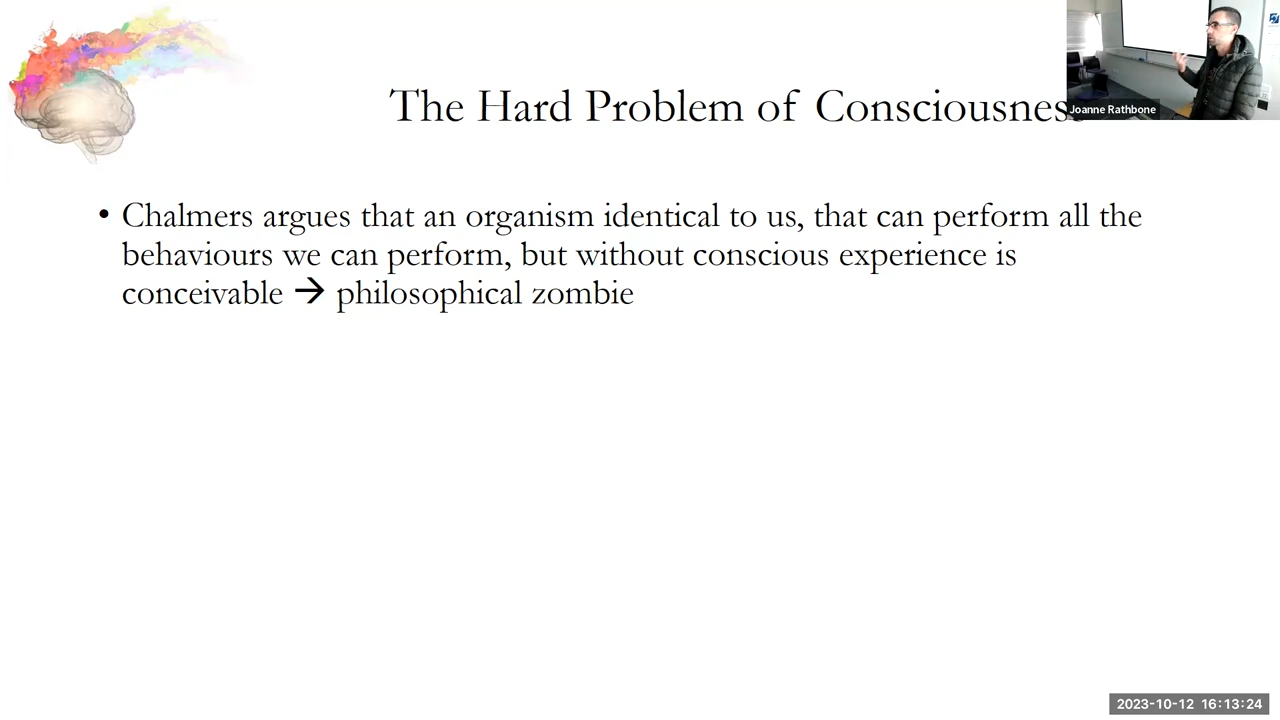 The Hard Problem of Consciousness
Joanne Rathbone
• Chalmers argues that an organism identical to us, that can perform all the
behaviours we can perform, but without conscious experience is
conceivable → philosophical zombie
2023-10-12 16:13:24